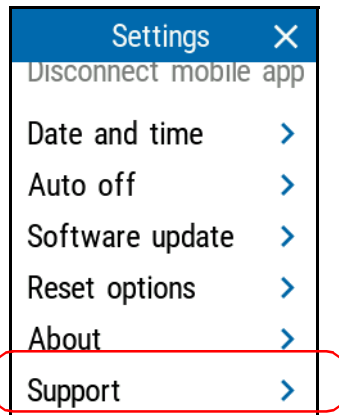 Settings
Disconnect mobile app
Date and time
Auto off
Software update
Reset options
About
Support